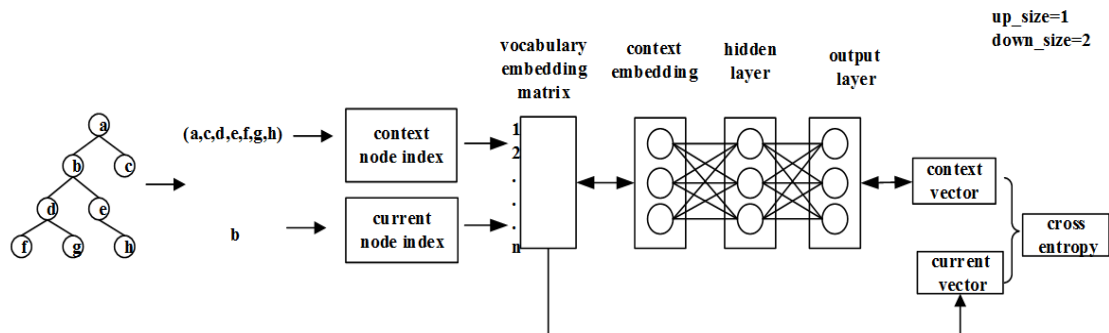 up_size=1
down_size=2
vocabulary
embedding
matrix
context
embedding
hidden
layer
output
layer
a
b
c
d
e
f
g
h
(a,c,d,e,f,g,h)
b
context
node index
current
node index
1
2
.
.
.
n
context
vector
current
vector
cross
entropy